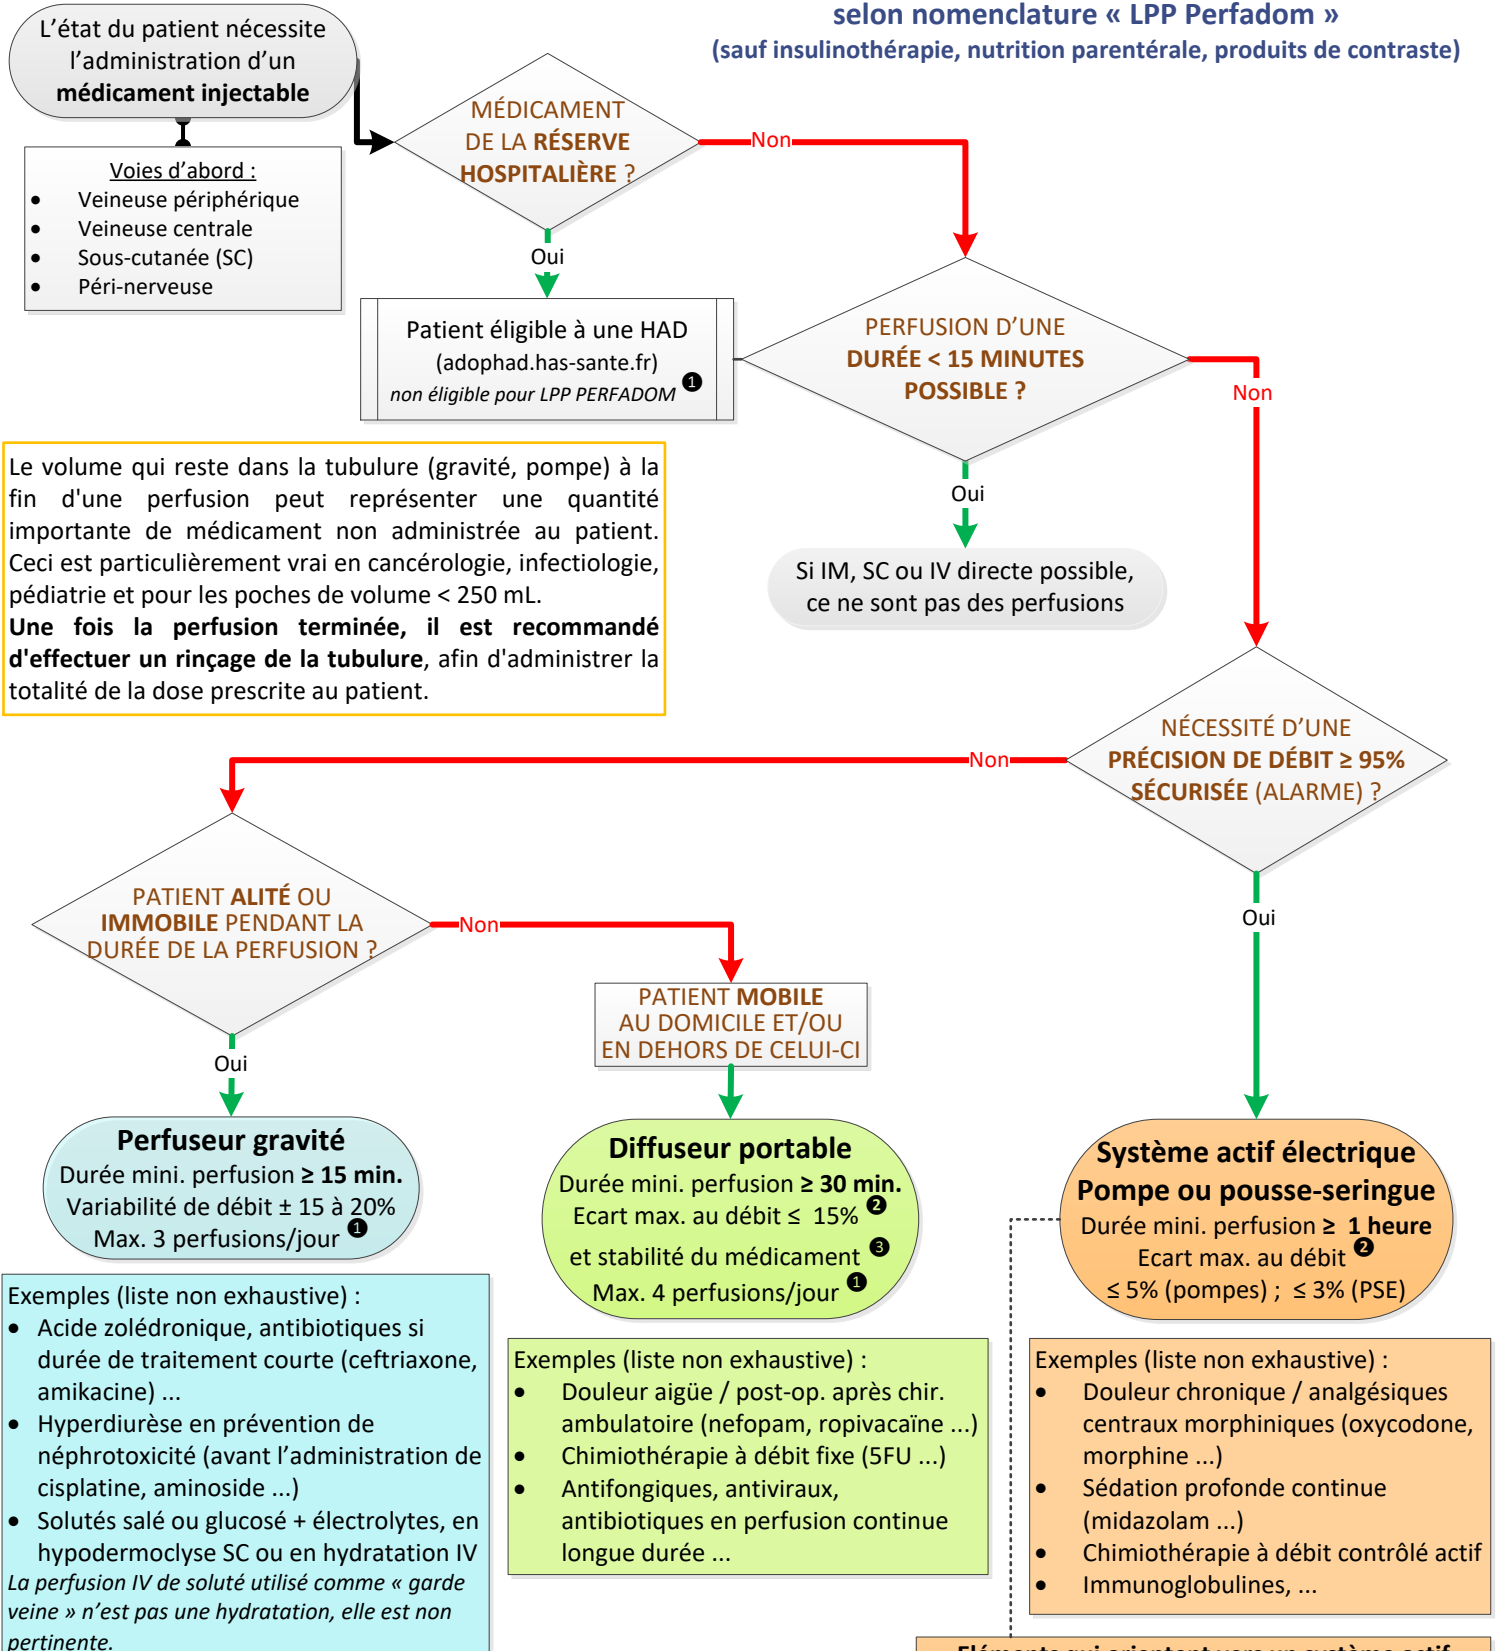 selon nomenclature « LPP Perfadom »
(sauf insulinothérapie, nutrition parentérale, produits de contraste)
L’état du patient nécessite
l’administration d’un
médicament injectable
Voies d’abord :
• Veineuse périphérique
• Veineuse centrale
• Sous-cutanée (SC)
• Péri-nerveuse
MÉDICAMENT
DE LA RÉSERVE
HOSPITALIÈRE ?
Non
Oui
Patient éligible à une HAD
(adophad.has-sante.fr)
non éligible pour LPP PERFADOM ❶
PERFUSION D’UNE
DURÉE < 15 MINUTES
POSSIBLE ?
Non
Oui
Si IM, SC ou IV directe possible,
ce ne sont pas des perfusions
Le volume qui reste dans la tubulure (gravité, pompe) à la
fin d'une perfusion peut représenter une quantité
importante de médicament non administrée au patient.
Ceci est particulièrement vrai en cancérologie, infectiologie,
pédiatrie et pour les poches de volume < 250 mL.
Une fois la perfusion terminée, il est recommandé
d'effectuer un rinçage de la tubulure, afin d'administrer la
totalité de la dose prescrite au patient.
NÉCESSITÉ D’UNE
PRÉCISION DE DÉBIT ≥ 95%
SÉCURISÉE (ALARME) ?
Non
Oui
PATIENT ALITÉ OU
IMMOBILE PENDANT LA
DURÉE DE LA PERFUSION ?
Non
Oui
PATIENT MOBILE
AU DOMICILE ET/OU
EN DEHORS DE CELUI-CI
Perfuseur gravité
Durée mini. perfusion ≥ 15 min.
Variabilité de débit ± 15 à 20%
Max. 3 perfusions/jour ❶
Diffuseur portable
Durée mini. perfusion ≥ 30 min.
Ecart max. au débit ≤ 15% ❷
et stabilité du médicament ❸
Max. 4 perfusions/jour ❶
Système actif électrique
Pompe ou pousse-seringue
Durée mini. perfusion ≥ 1 heure
Ecart max. au débit ❷
≤ 5% (pompes) ; ≤ 3% (PSE)
Exemples (liste non exhaustive) :
• Acide zolédronique, antibiotiques si
durée de traitement courte (ceftriaxone,
amikacine) ...
• Hyperdiurèse en prévention de
néphrotoxicité (avant l’administration de
cisplatine, aminoside ...)
• Solutés salé ou glucosé + électrolytes, en
hypodermoclyse SC ou en hydratation IV
La perfusion IV de soluté utilisé comme « garde
veine » n’est pas une hydratation, elle est non
pertinente.
Exemples (liste non exhaustive) :
• Douleur aigüe / post-op. après chir.
ambulatoire (nefopam, ropivacaïne ...)
• Chimiothérapie à débit fixe (5FU ...)
• Antifongiques, antiviraux,
antibiotiques en perfusion continue
longue durée ...
Exemples (liste non exhaustive) :
• Douleur chronique / analgésiques
centraux morphiniques (oxycodone,
morphine ...)
• Sédation profonde continue
(midazolam ...)
• Chimiothérapie à débit contrôlé actif
• Immunoglobulines, ...
Eléments qui orientent vers un système actif